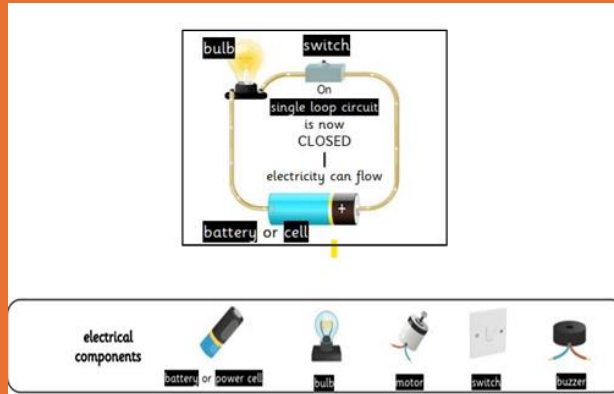 bulb
switch
On
single loop circuit
is now
CLOSED
electricity can flow
+
battery or cell
electrical
components
battery or power cell
bulb
motor
switch
buzzer